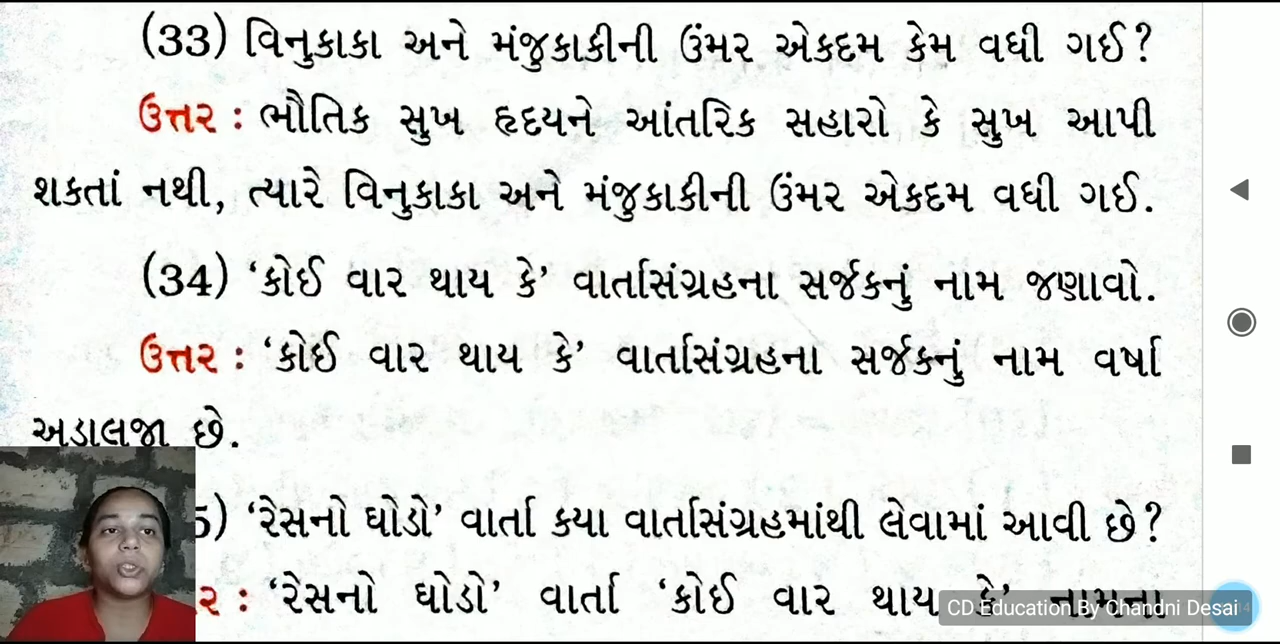 (33) વિનુકાકા અને મંજુકાકીની ઉંમર એકદમ કેમ વધી ગઈ?
ઉત્તર : ભૌતિક સુખ હૃદયને આંતરિક સહારો કે સુખ આપી
શકતાં નથી, ત્યારે વિનુકાકા અને મંજુકાકીની ઉંમર એકદમ વધી ગઈ.
(34) ‘કોઈ વાર થાય કે’ વાર્તાસંગ્રહના સર્જકનું નામ જણાવો.
ઉત્તર : ‘કોઈ વાર થાય કે’ વાર્તાસંગ્રહના સર્જકનું નામ વર્ષા
અડાલજા છે.
5) ‘રેસનો ઘોડો’ વાર્તા કયા વાર્તાસંગ્રહમાંથી લેવામાં આવી છે?
ર : ‘રેસનો ઘોડો’ વાર્તા ‘કોઈ વાર થાય કે’ નામના
CD Education By Chandni Desai